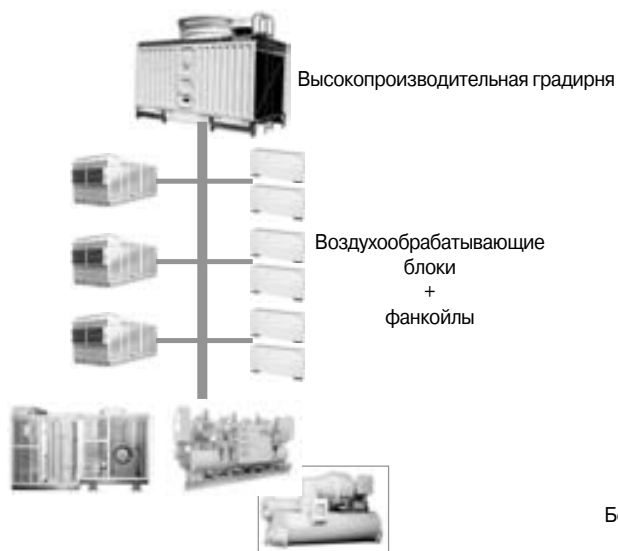 Высокопроизводительная градирня
Воздухообрабатывающие
блоки
+
фанкойлы